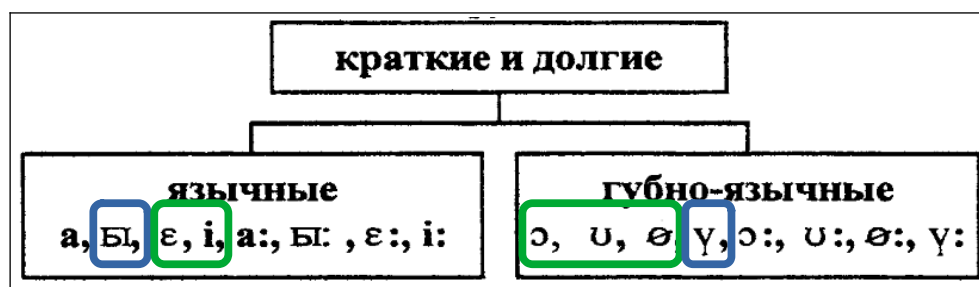 краткие и долгие
язычные
а, ы, ɛ, i, а:, ы: , ɛ:, i:
губно-язычные
ɔ, ʊ, ɵ, γ, ɔ:, ʊ:, ɵ:, γ: